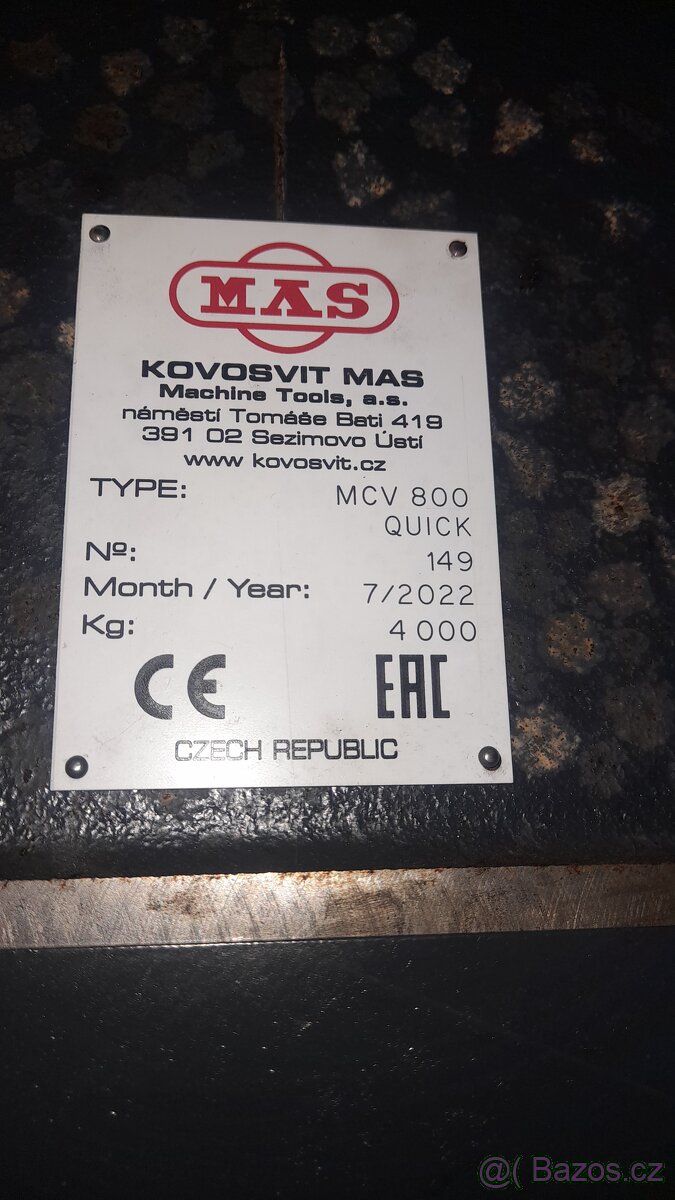 MAS
KOVOSVIT MAS
Machine Tools, a.s.
náměstí Tomáše Bati 419
391 02 Sezimovo Ústí
www kovosvit.cz
TYPE: MCV 800
QUICK
Nº: 149
Month / Year: 7/2022
Kg: 4 000
CE EAC
CZECH REPUBLIC
@( Bazos.cz